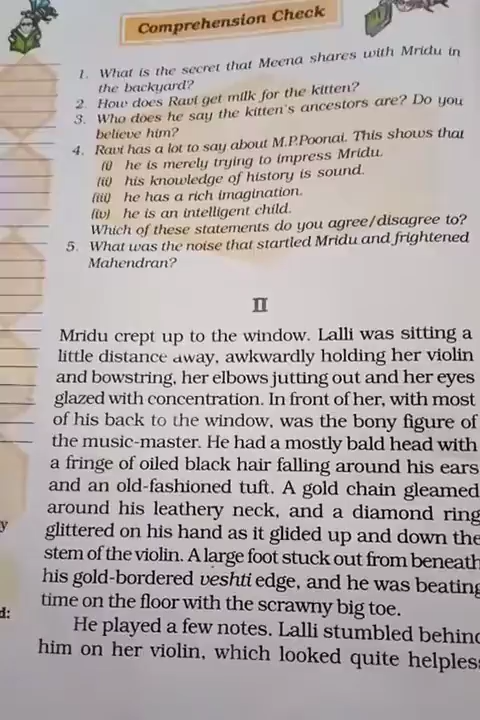 Comprehension Check
1. What is the secret that Meena shares with Mridu in
the backyard?
2. How does Ravi get milk for the kitten?
3. Who does he say the kitten's ancestors are? Do you
believe him?
4. Ravi has a lot to say about M.P.Poonai. This shows that
(i) he is merely trying to impress Mridu.
(ii) his knowledge of history is sound.
(iii) he has a rich imagination.
(iv) he is an intelligent child.
Which of these statements do you agree/disagree to?
5. What was the noise that startled Mridu and frightened
Mahendran?
II
Mridu crept up to the window. Lalli was sitting a
little distance away, awkwardly holding her violin
and bowstring, her elbows jutting out and her eyes
glazed with concentration. In front of her, with most
of his back to the window, was the bony figure of
the music-master. He had a mostly bald head with
a fringe of oiled black hair falling around his ears
and an old-fashioned tuft. A gold chain gleamed
around his leathery neck, and a diamond ring
glittered on his hand as it glided up and down the
stem of the violin. A large foot stuck out from beneath
his gold-bordered veshti edge, and he was beating
time on the floor with the scrawny big toe.
He played a few notes. Lalli stumbled behind
him on her violin, which looked quite helpless
y
d: